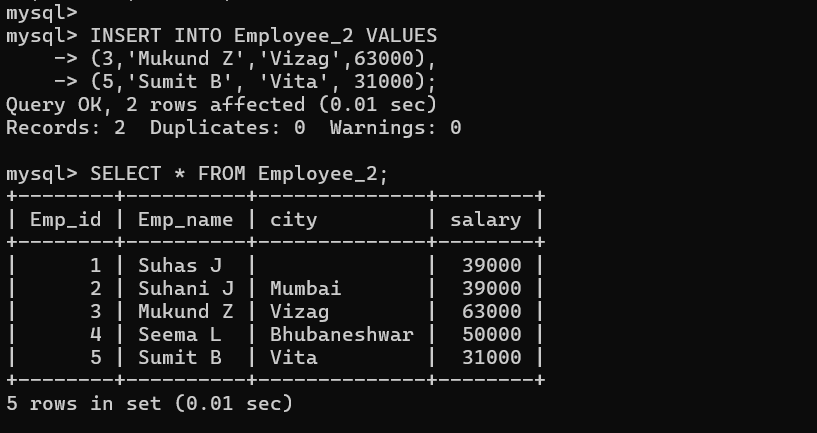 mysql>
mysql> INSERT INTO Employee_2 VALUES
    -> (3,'Mukund Z','Vizag',63000),
    -> (5,'Sumit B', 'Vita', 31000);
Query OK, 2 rows affected (0.01 sec)
Records: 2  Duplicates: 0  Warnings: 0

mysql> SELECT * FROM Employee_2;
+--------+----------+--------------+--------+
| Emp_id | Emp_name | city         | salary |
+--------+----------+--------------+--------+
|      1 | Suhas J  |              |  39000 |
|      2 | Suhani J | Mumbai       |  39000 |
|      3 | Mukund Z | Vizag        |  63000 |
|      4 | Seema L  | Bhubaneshwar |  50000 |
|      5 | Sumit B  | Vita         |  31000 |
+--------+----------+--------------+--------+
5 rows in set (0.01 sec)